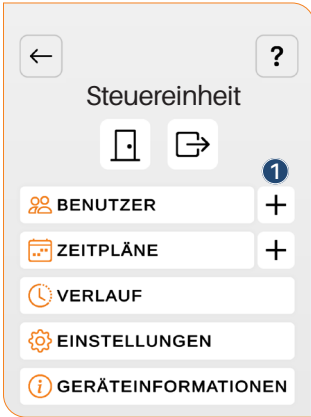 ?
Steuereinheit
1
BENUTZER +
ZEITPLÄNE +
VERLAUF
EINSTELLUNGEN
GERÄTEINFORMATIONEN